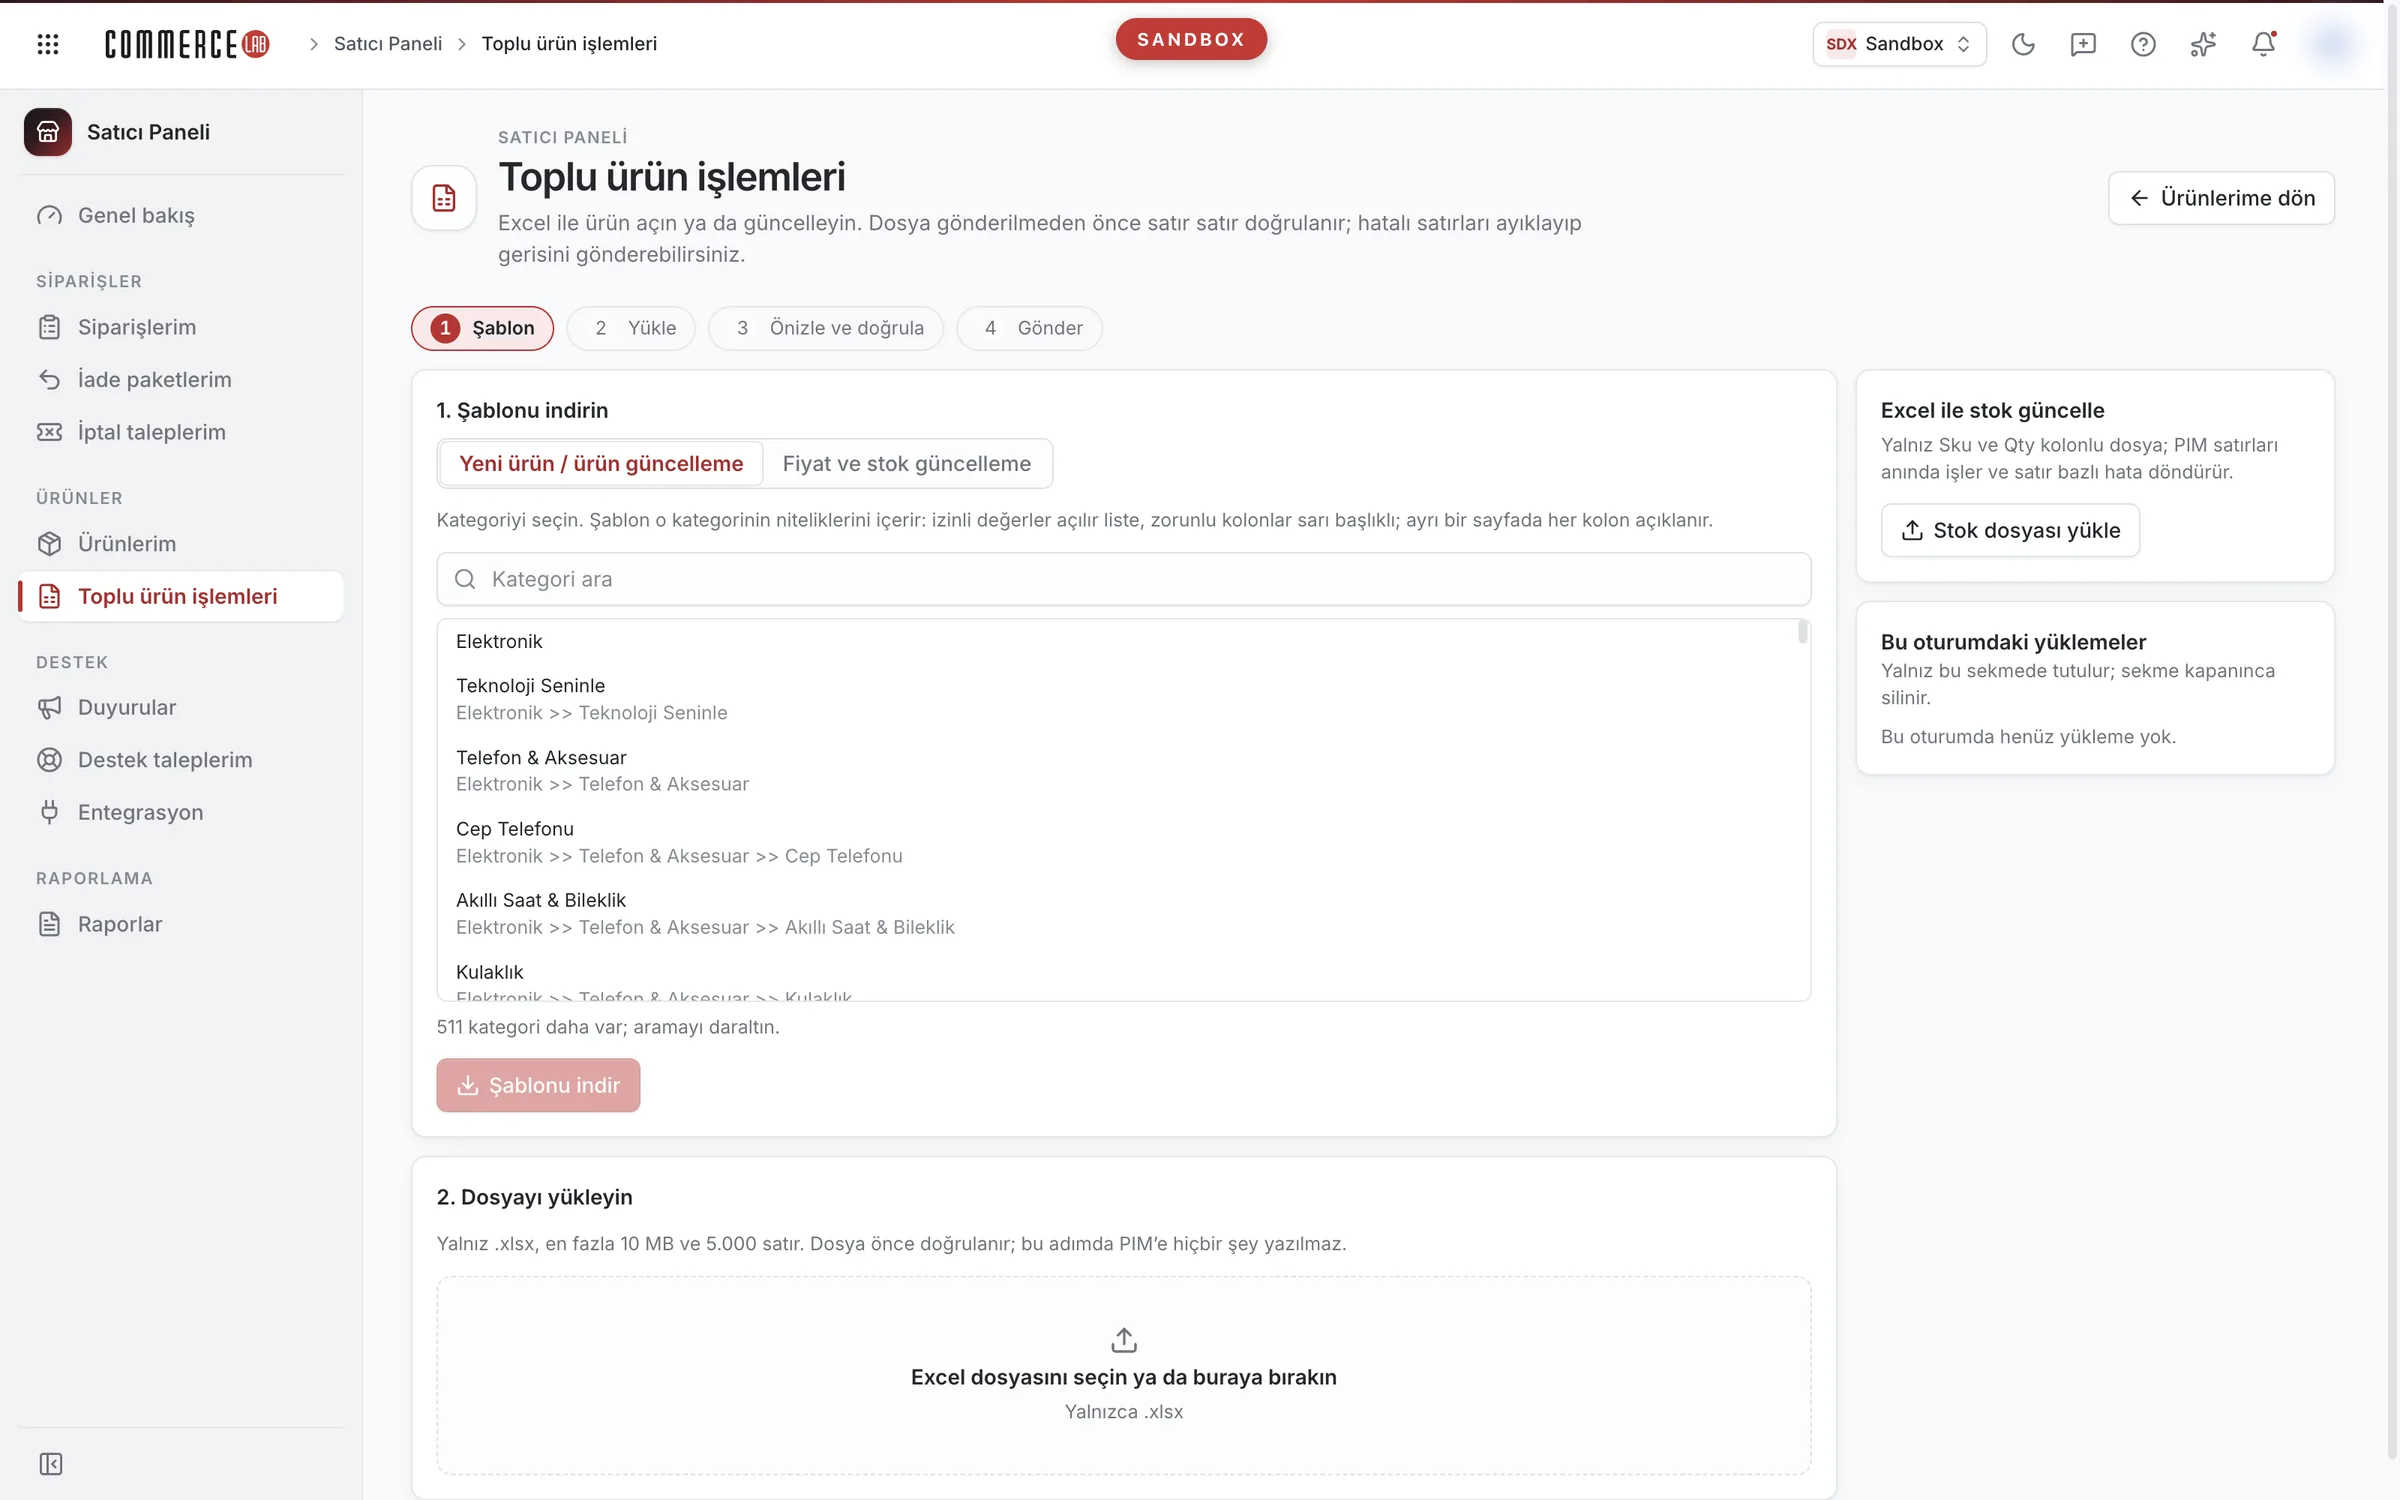 COMMERCE LAB
Satıcı Paneli
Toplu ürün işlemleri
SANDBOX
SDX Sandbox
Satıcı Paneli
Genel bakış
SİPARİŞLER
Siparişlerim
İade paketlerim
İptal taleplerim
ÜRÜNLER
Ürünlerim
Toplu ürün işlemleri
DESTEK
Duyurular
Destek taleplerim
Entegrasyon
RAPORLAMA
Raporlar
SATICI PANELİ
Toplu ürün işlemleri
Excel ile ürün açın ya da güncelleyin. Dosya gönderilmeden önce satır satır doğrulanır; hatalı satırları ayıklayıp
gerisini gönderebilirsiniz.
Ürünlerime dön
1 Şablon
2 Yükle
3 Önizle ve doğrula
4 Gönder
1. Şablonu indirin
Yeni ürün / ürün güncelleme
Fiyat ve stok güncelleme
Kategoriyi seçin. Şablon o kategorinin niteliklerini içerir: izinli değerler açılır liste, zorunlu kolonlar sarı başlıklı; ayrı bir sayfada her kolon açıklanır.
Kategori ara
Elektronik
Teknoloji Seninle
Elektronik >> Teknoloji Seninle
Telefon & Aksesuar
Elektronik >> Telefon & Aksesuar
Cep Telefonu
Elektronik >> Telefon & Aksesuar >> Cep Telefonu
Akıllı Saat & Bileklik
Elektronik >> Telefon & Aksesuar >> Akıllı Saat & Bileklik
Kulaklık
Elektronik >> Telefon & Aksesuar >> Kulaklık
511 kategori daha var; aramayı daraltın.
Şablonu indir
2. Dosyayı yükleyin
Yalnız .xlsx, en fazla 10 MB ve 5.000 satır. Dosya önce doğrulanır; bu adımda PIM’e hiçbir şey yazılmaz.
Excel dosyasını seçin ya da buraya bırakın
Yalnızca .xlsx
Excel ile stok güncelle
Yalnız Sku ve Qty kolonlu dosya; PIM satırları
anında işler ve satır bazlı hata döndürür.
Stok dosyası yükle
Bu oturumdaki yüklemeler
Yalnız bu sekmede tutulur; sekme kapanınca
silinir.
Bu oturumda henüz yükleme yok.